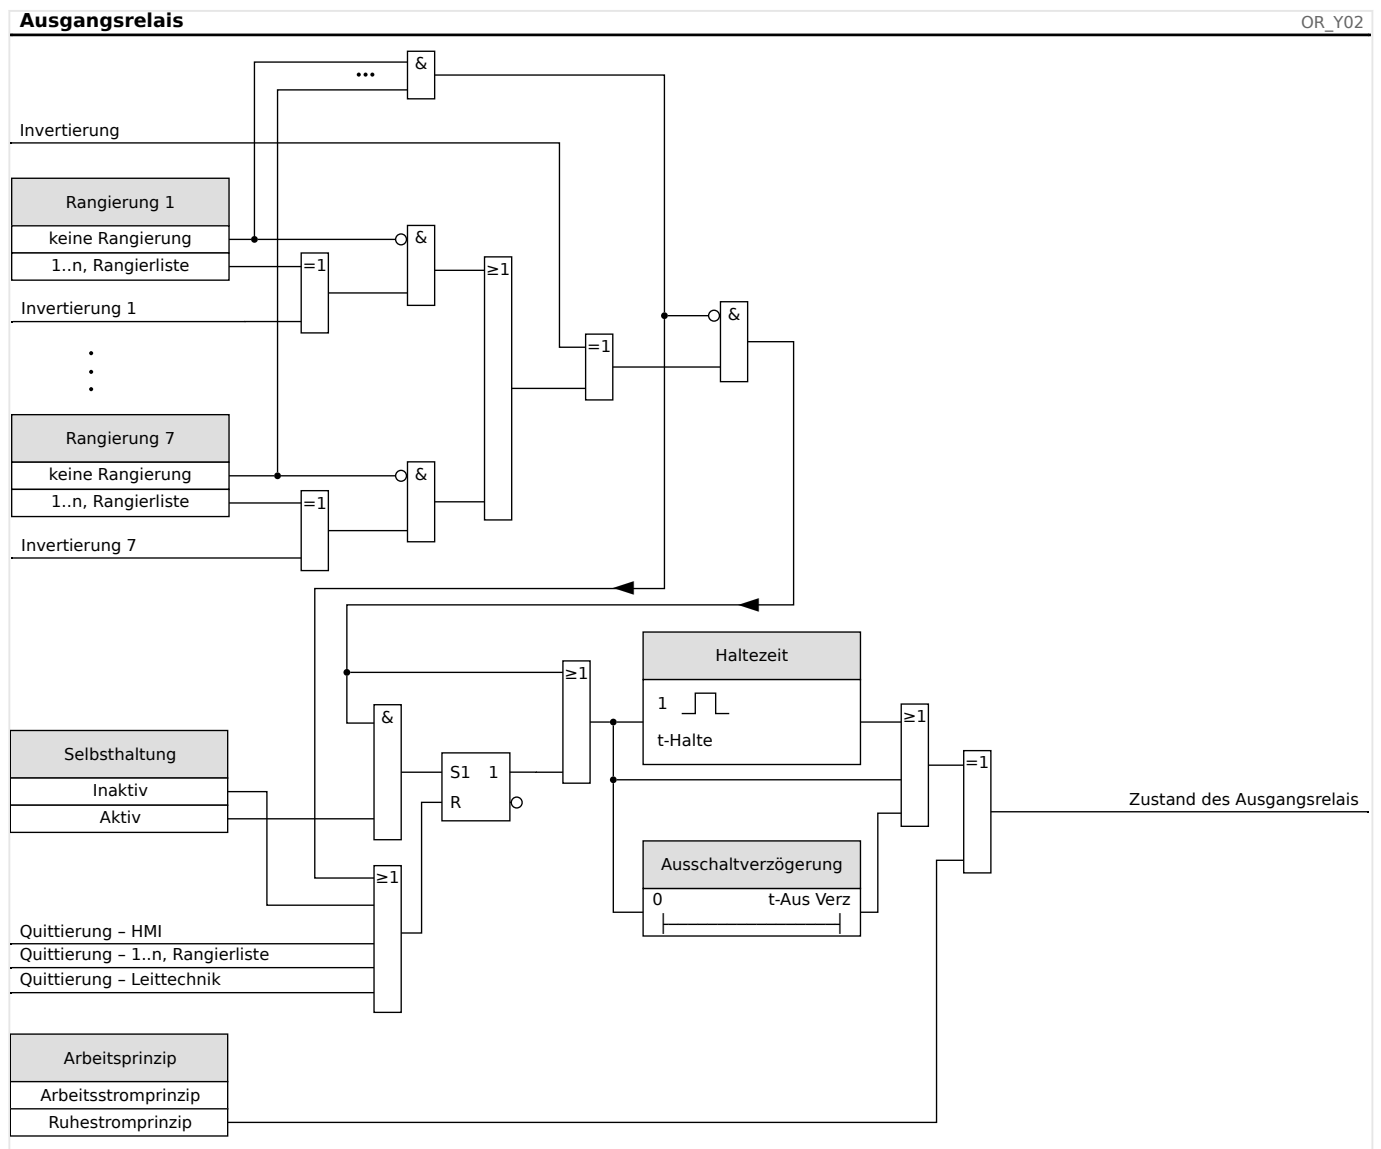 Ausgangsrelais
OR_Y02
&
•••
Invertierung
Rangierung 1
keine Rangierung
1..n, Rangierliste
=1
&
≥1
Invertierung 1
&
=1
Rangierung 7
keine Rangierung
1..n, Rangierliste
=1
&
Invertierung 7
Haltezeit
1
t-Halte
≥1
≥1
&
Selbsthaltung
Inaktiv
Aktiv
S1 1
R
=1
Zustand des Ausgangsrelais
Ausschaltverzögerung
0 t-Aus Verz
≥1
Quittierung – HMI
Quittierung – 1..n, Rangierliste
Quittierung – Leittechnik
Arbeitsprinzip
Arbeitsstromprinzip
Ruhestromprinzip